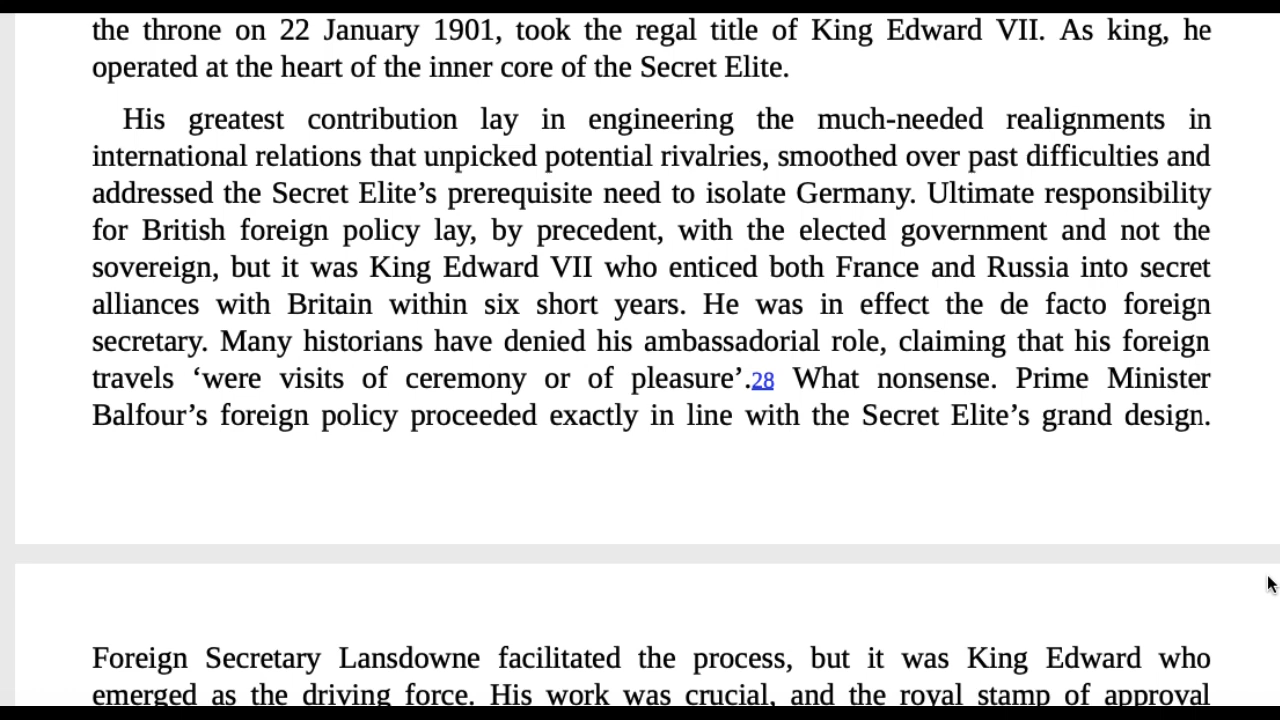 the throne on 22 January 1901, took the regal title of King Edward VII. As king, he
operated at the heart of the inner core of the Secret Elite.
His greatest contribution lay in engineering the much-needed realignments in
international relations that unpicked potential rivalries, smoothed over past difficulties and
addressed the Secret Elite’s prerequisite need to isolate Germany. Ultimate responsibility
for British foreign policy lay, by precedent, with the elected government and not the
sovereign, but it was King Edward VII who enticed both France and Russia into secret
alliances with Britain within six short years. He was in effect the de facto foreign
secretary. Many historians have denied his ambassadorial role, claiming that his foreign
travels ‘were visits of ceremony or of pleasure’.28 What nonsense. Prime Minister
Balfour’s foreign policy proceeded exactly in line with the Secret Elite’s grand design.
Foreign Secretary Lansdowne facilitated the process, but it was King Edward who
emerged as the driving force. His work was crucial, and the royal stamp of approval